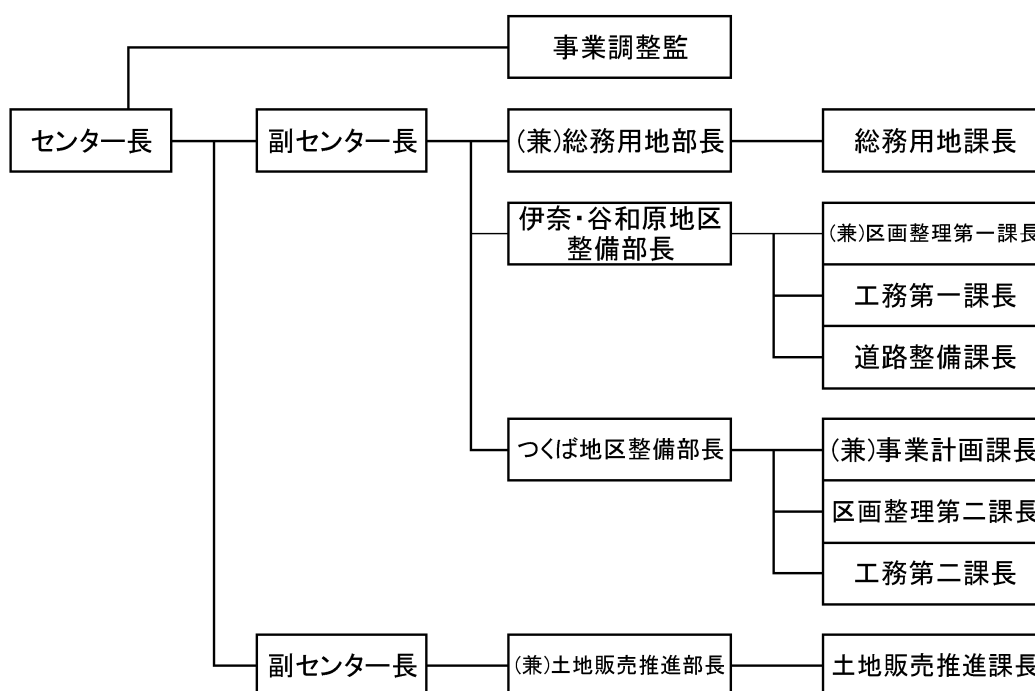 事業調整監
センター長
副センター長
(兼)総務用地部長
総務用地課長
伊奈・谷和原地区
整備部長
(兼)区画整理第一課長
工務第一課長
道路整備課長
つくば地区整備部長
(兼)事業計画課長
区画整理第二課長
工務第二課長
副センター長
(兼)土地販売推進部長
土地販売推進課長